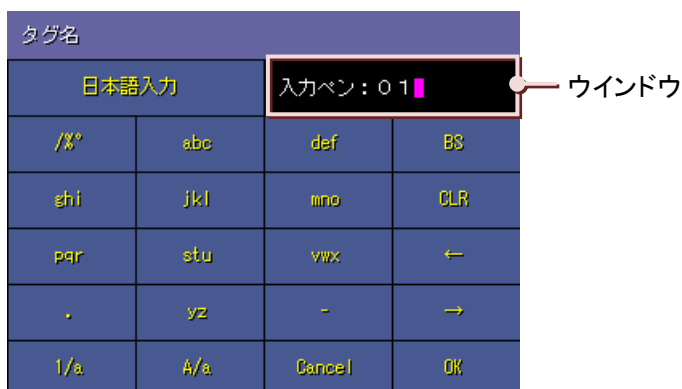 タグ名
日本語入力 入力ペン:01 ウインドウ
/%° abc def BS
ghi jkl mno CLR
pqr stu vwx ←
. yz - →
1/a A/a Cancel OK